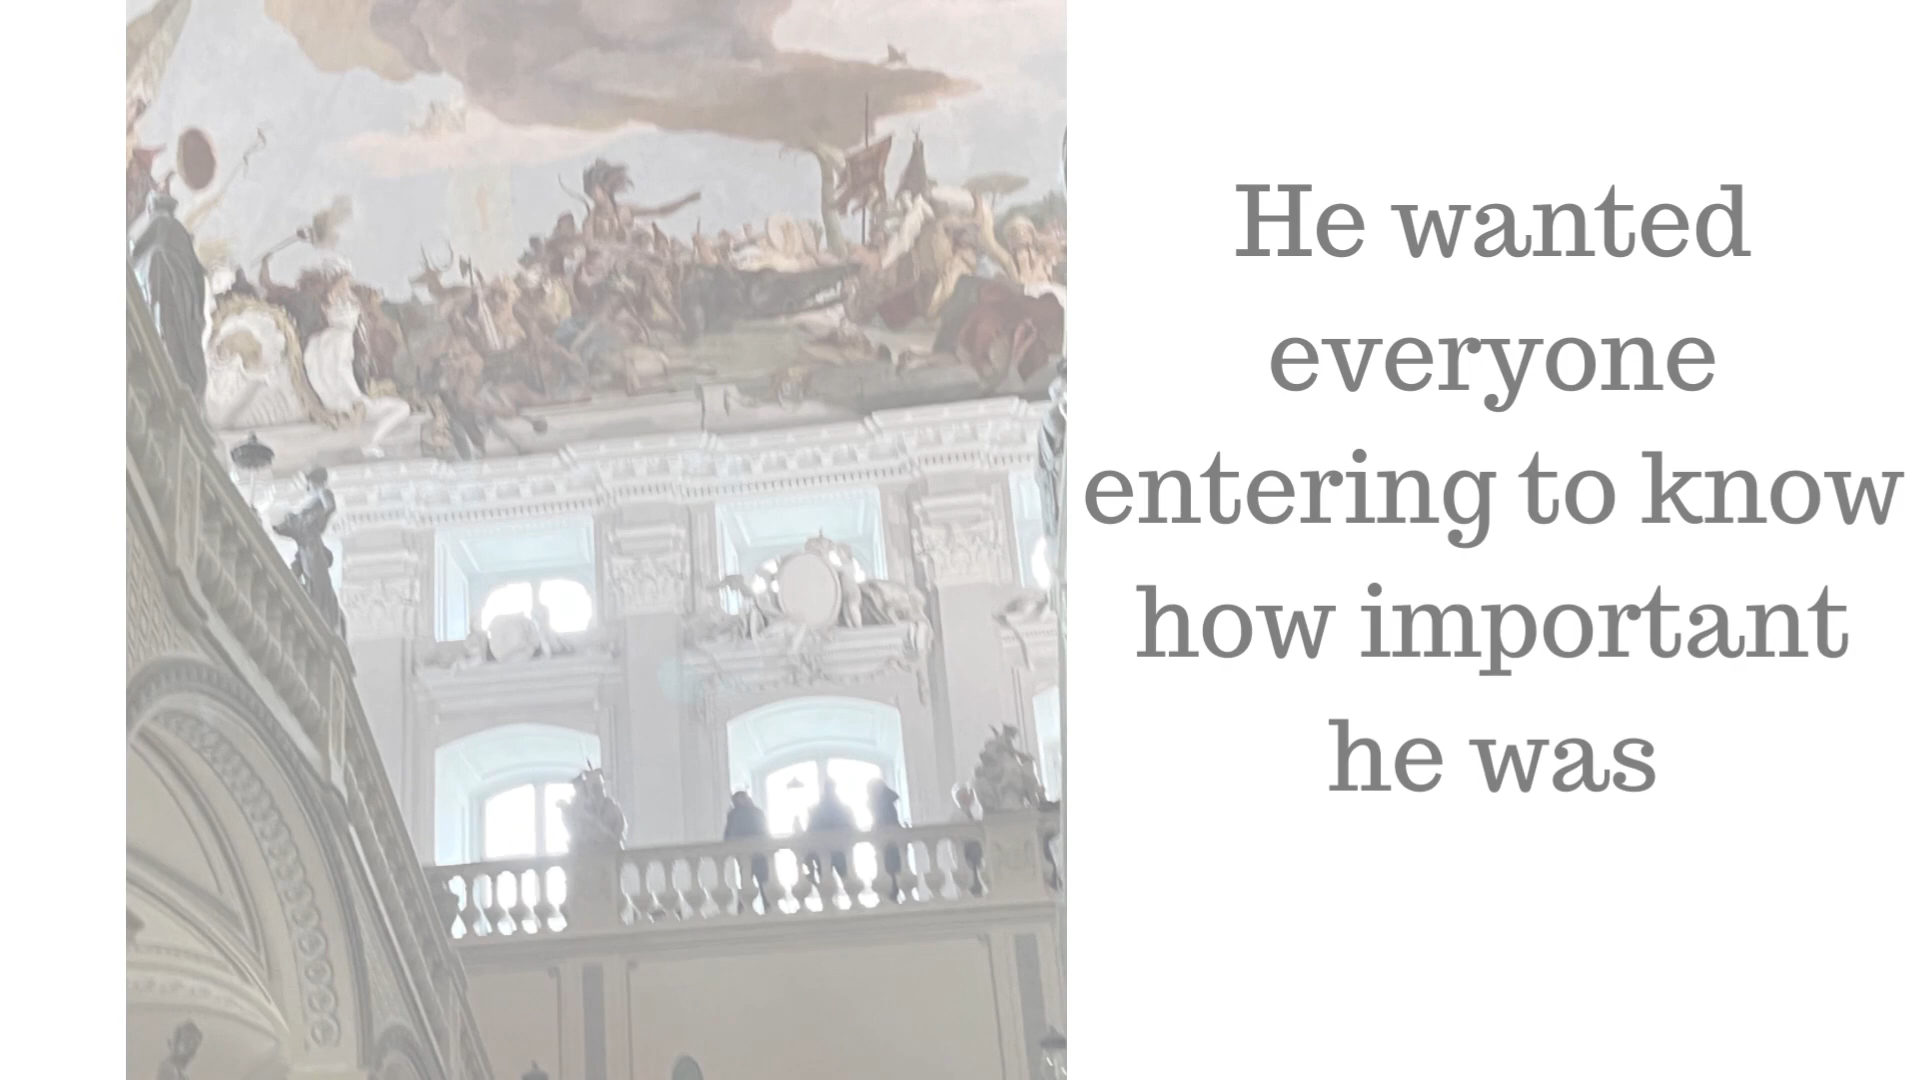 He wanted
everyone
entering to know
how important
he was